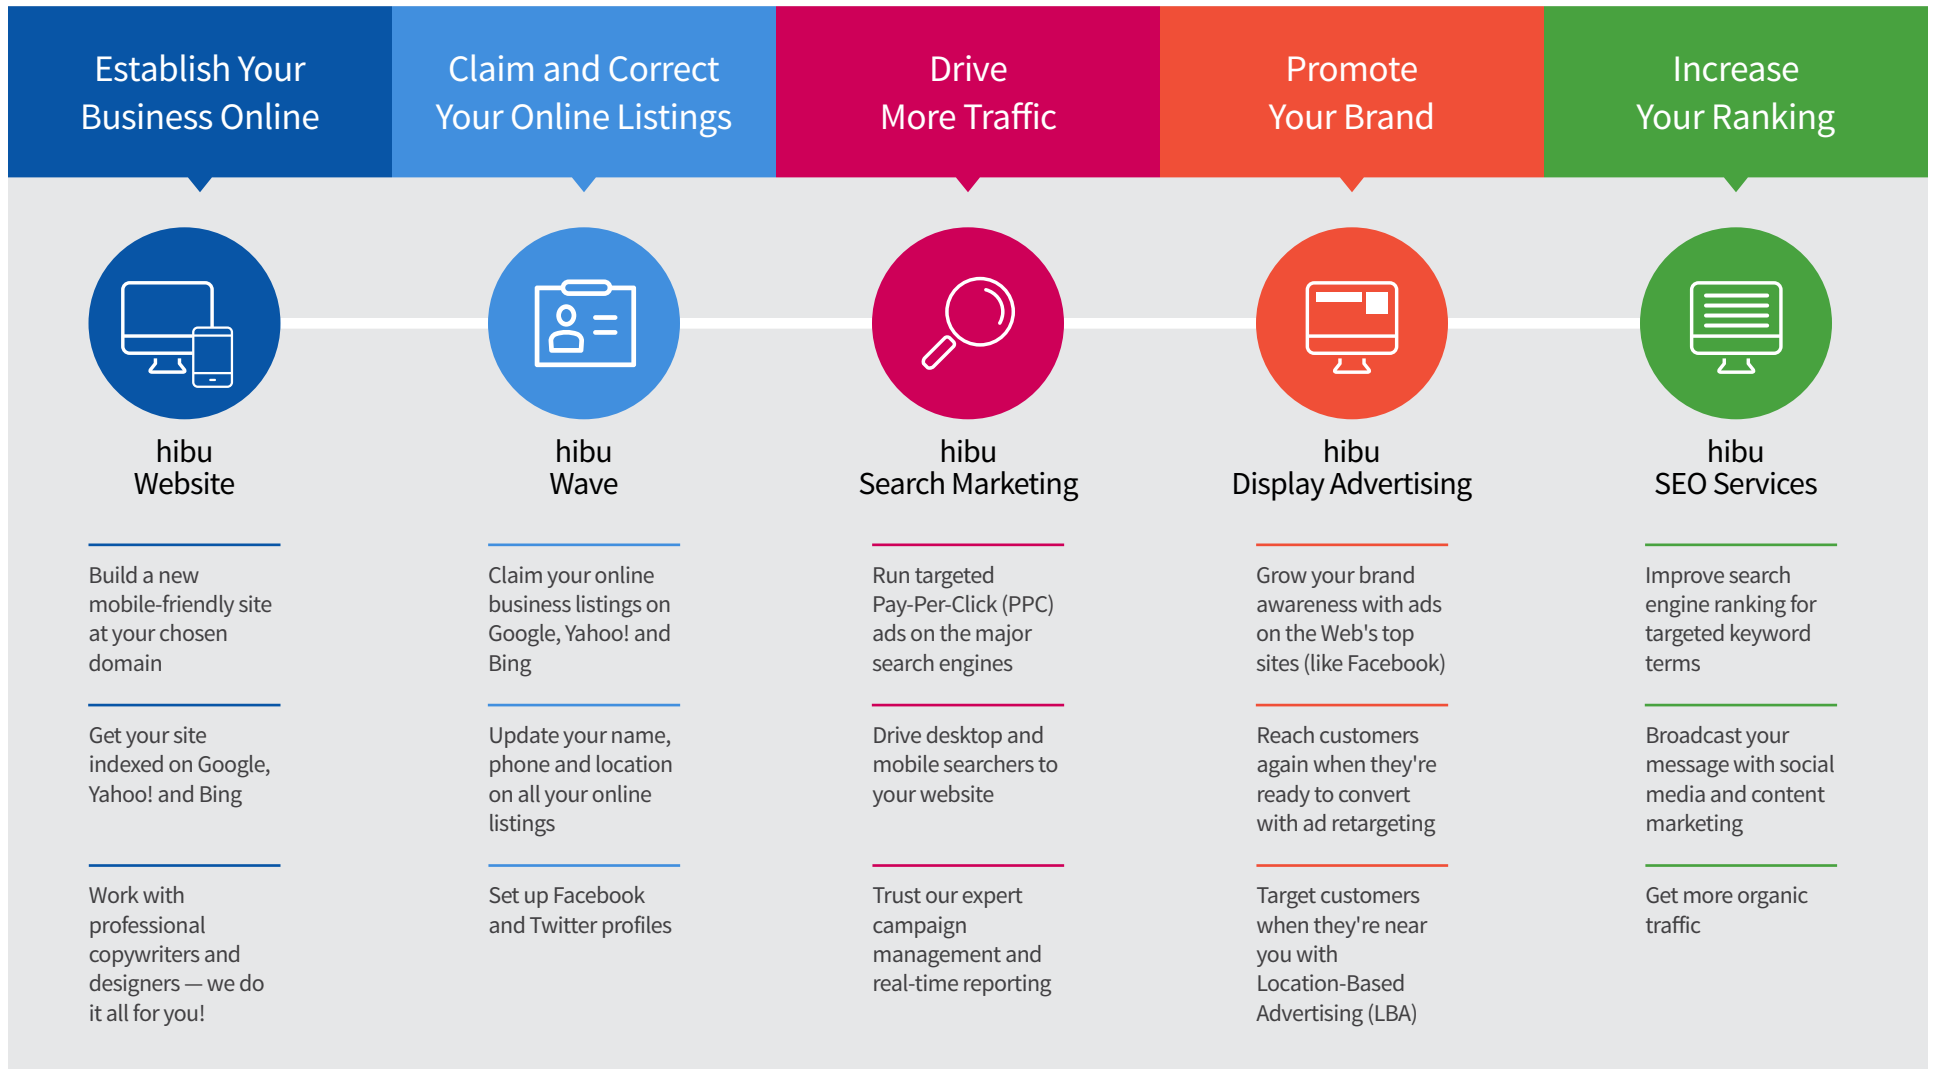 Establish Your
Business Online
Claim and Correct
Your Online Listings
Drive
More Traffic
Promote
Your Brand
Increase
Your Ranking
hibu
Website
Build a new
mobile-friendly site
at your chosen
domain
Get your site
indexed on Google,
Yahoo! and Bing
Work with
professional
copywriters and
designers — we do
it all for you!
hibu
Wave
Claim your online
business listings on
Google, Yahoo! and
Bing
Update your name,
phone and location
on all your online
listings
Set up Facebook
and Twitter profiles
hibu
Search Marketing
Run targeted
Pay-Per-Click (PPC)
ads on the major
search engines
Drive desktop and
mobile searchers to
your website
Trust our expert
campaign
management and
real-time reporting
hibu
Display Advertising
Grow your brand
awareness with ads
on the Web's top
sites (like Facebook)
Reach customers
again when they're
ready to convert
with ad retargeting
Target customers
when they're near
you with
Location-Based
Advertising (LBA)
hibu
SEO Services
Improve search
engine ranking for
targeted keyword
terms
Broadcast your
message with social
media and content
marketing
Get more organic
traffic